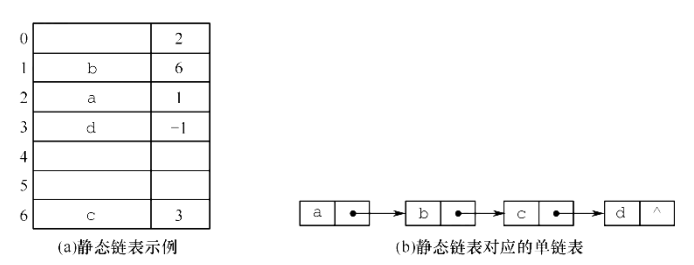 0 2
1 b 6
2 a 1
3 d -1
4
5
6 c 3
a b c d ^
(a)静态链表示例
(b)静态链表对应的单链表